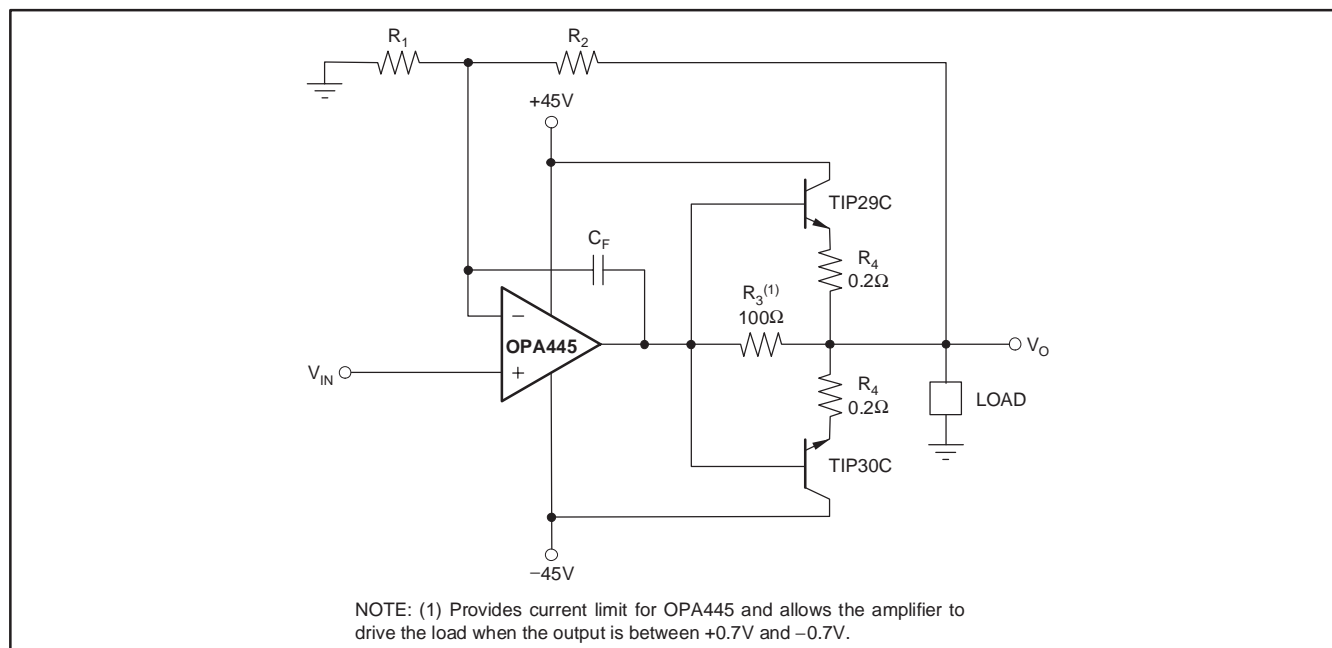 R1
R2
+45V
TIP29C
CF
R4
0.2Ω
R3(1)
100Ω
−
OPA445
+
VIN
VO
R4
0.2Ω
LOAD
TIP30C
−45V
NOTE: (1) Provides current limit for OPA445 and allows the amplifier to
drive the load when the output is between +0.7V and −0.7V.